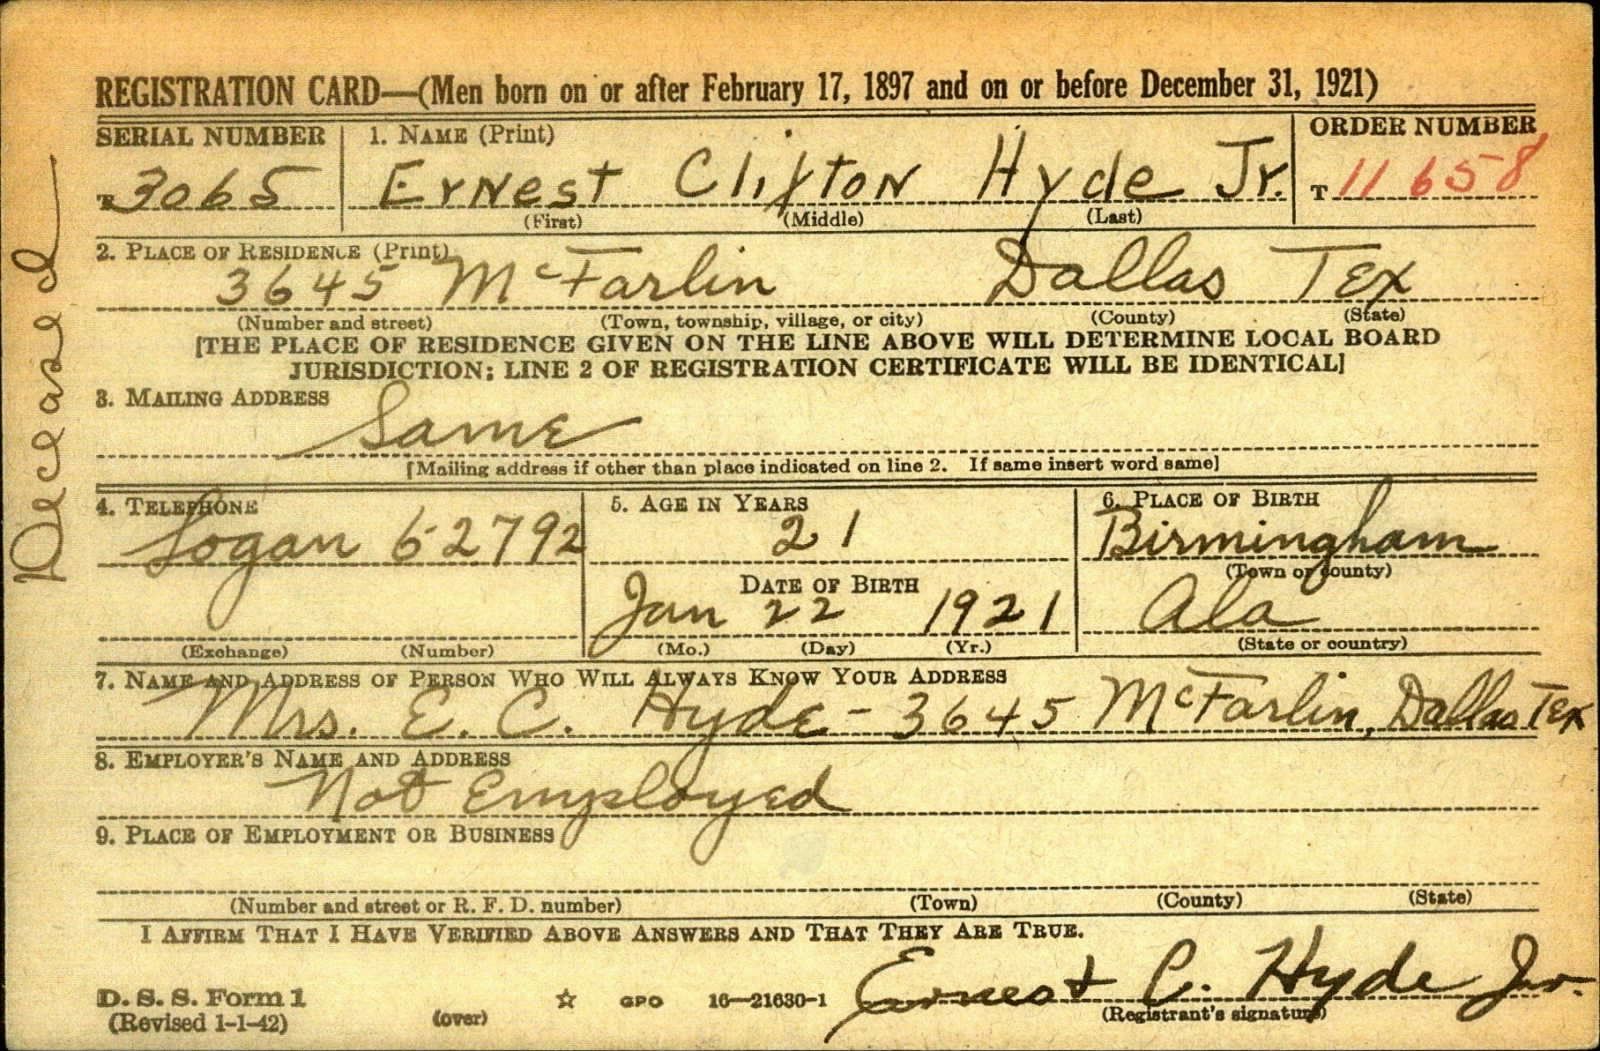 REGISTRATION CARD—(Men born on or after February 17, 1897 and on or before December 31, 1921)
SERIAL NUMBER 1. NAME (Print) ORDER NUMBER
T 3065 Ernest Clifton Hyde Jr. T 11658
(First) (Middle) (Last)
2. PLACE OF RESIDENCE (Print)
3645 McFarlin Dallas Tex
(Number and street) (Town, township, village, or city) (County) (State)
[THE PLACE OF RESIDENCE GIVEN ON THE LINE ABOVE WILL DETERMINE LOCAL BOARD
JURISDICTION; LINE 2 OF REGISTRATION CERTIFICATE WILL BE IDENTICAL]
3. MAILING ADDRESS
Same
[Mailing address if other than place indicated on line 2. If same insert word same]
4. TELEPHONE 5. AGE IN YEARS 6. PLACE OF BIRTH
Logan 52792 21 Birmingham
(Town or county)
DATE OF BIRTH
Jan 22 1921 Ala
(Exchange) (Number) (Mo.) (Day) (Yr.) (State or country)
7. NAME AND ADDRESS OF PERSON WHO WILL ALWAYS KNOW YOUR ADDRESS
Mrs. E. C. Hyde - 3645 McFarlin, Dallas Tex
8. EMPLOYER'S NAME AND ADDRESS
Not Employed
9. PLACE OF EMPLOYMENT OR BUSINESS
(Number and street or R. F. D. number) (Town) (County) (State)
I AFFIRM THAT I HAVE VERIFIED ABOVE ANSWERS AND THAT THEY ARE TRUE.
D. S. S. Form 1
(Revised 1-1-42) (over) ☆ GPO 16—21630-1 Ernest C. Hyde Jr.
(Registrant's signature)
Deceased